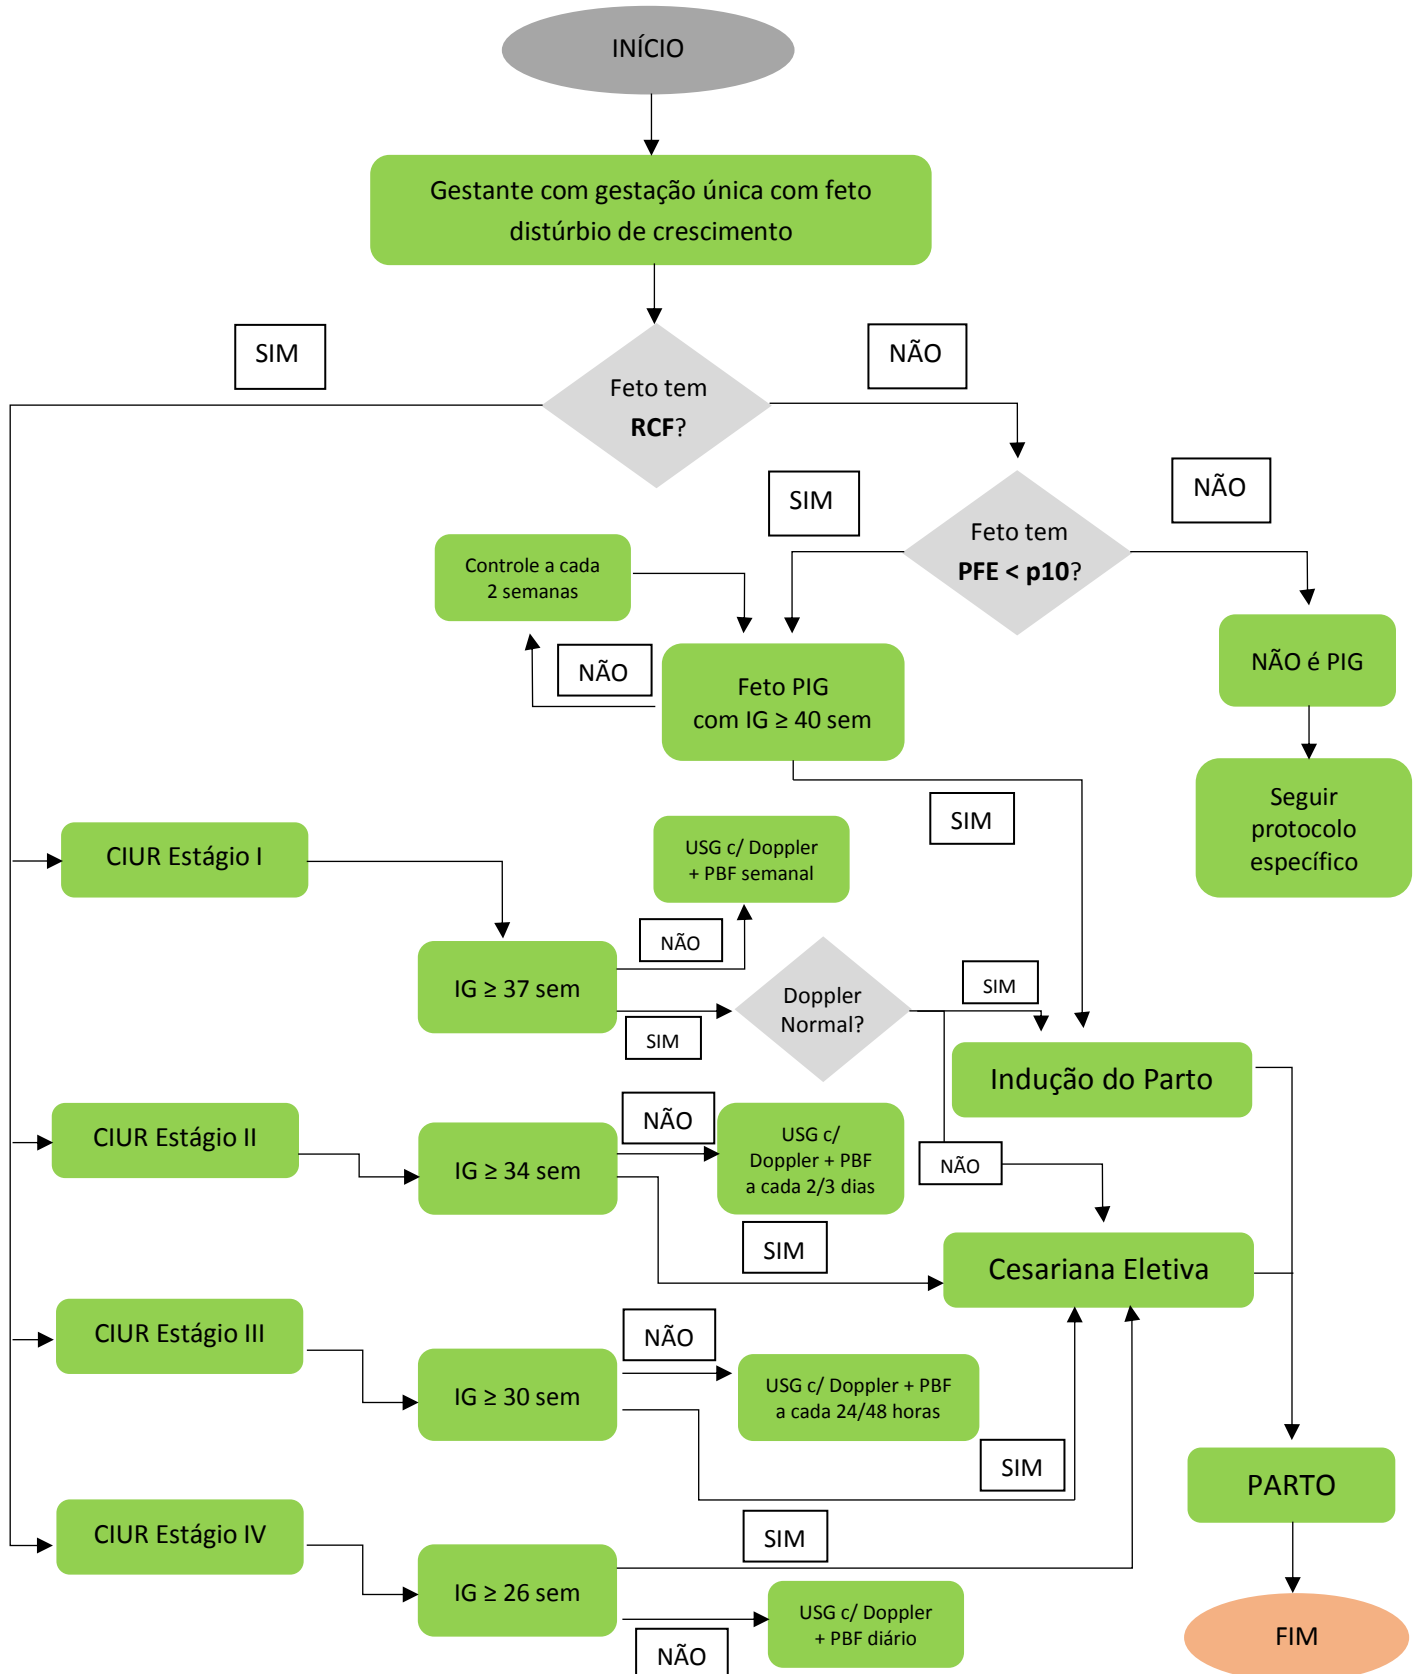 INÍCIO
Gestante com gestação única com feto
distúrbio de crescimento
SIM
NÃO
Feto tem
RCF?
SIM
NÃO
Feto tem
PFE < p10?
Controle a cada
2 semanas
NÃO
Feto PIG
com IG ≥ 40 sem
NÃO é PIG
SIM
Seguir
protocolo
específico
CIUR Estágio I
USG c/ Doppler
+ PBF semanal
NÃO
IG ≥ 37 sem
SIM
Doppler
Normal?
SIM
Indução do Parto
CIUR Estágio II
NÃO
IG ≥ 34 sem
USG c/
Doppler + PBF
a cada 2/3 dias
NÃO
SIM
Cesariana Eletiva
CIUR Estágio III
NÃO
IG ≥ 30 sem
USG c/ Doppler + PBF
a cada 24/48 horas
SIM
PARTO
CIUR Estágio IV
SIM
IG ≥ 26 sem
USG c/ Doppler
+ PBF diário
NÃO
FIM